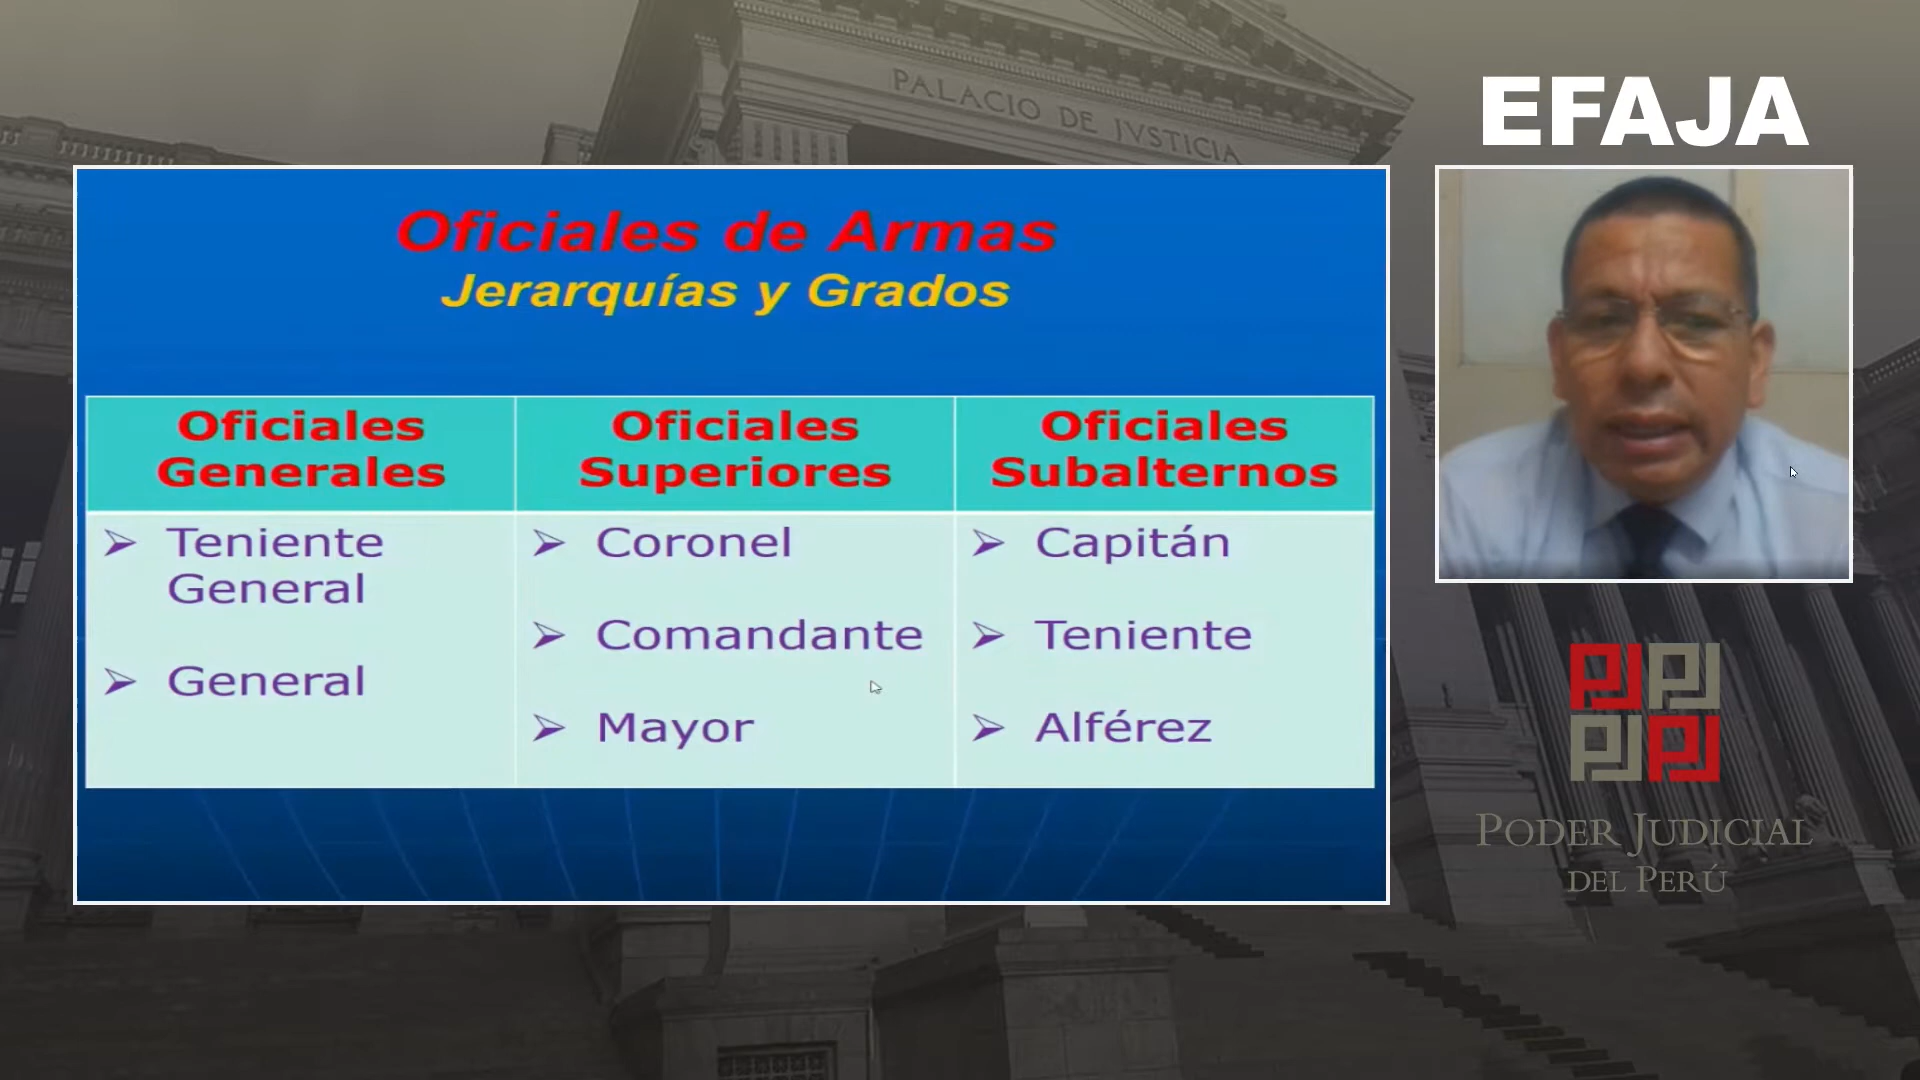 PALACIO DE JVSTICIA
EFAJA
Oficiales de Armas
Jerarquías y Grados
Oficiales
Generales
Oficiales
Superiores
Oficiales
Subalternos
➢ Teniente
General
➢ General
➢ Coronel
➢ Comandante
➢ Mayor
➢ Capitán
➢ Teniente
➢ Alférez
PODER JUDICIAL
DEL PERÚ